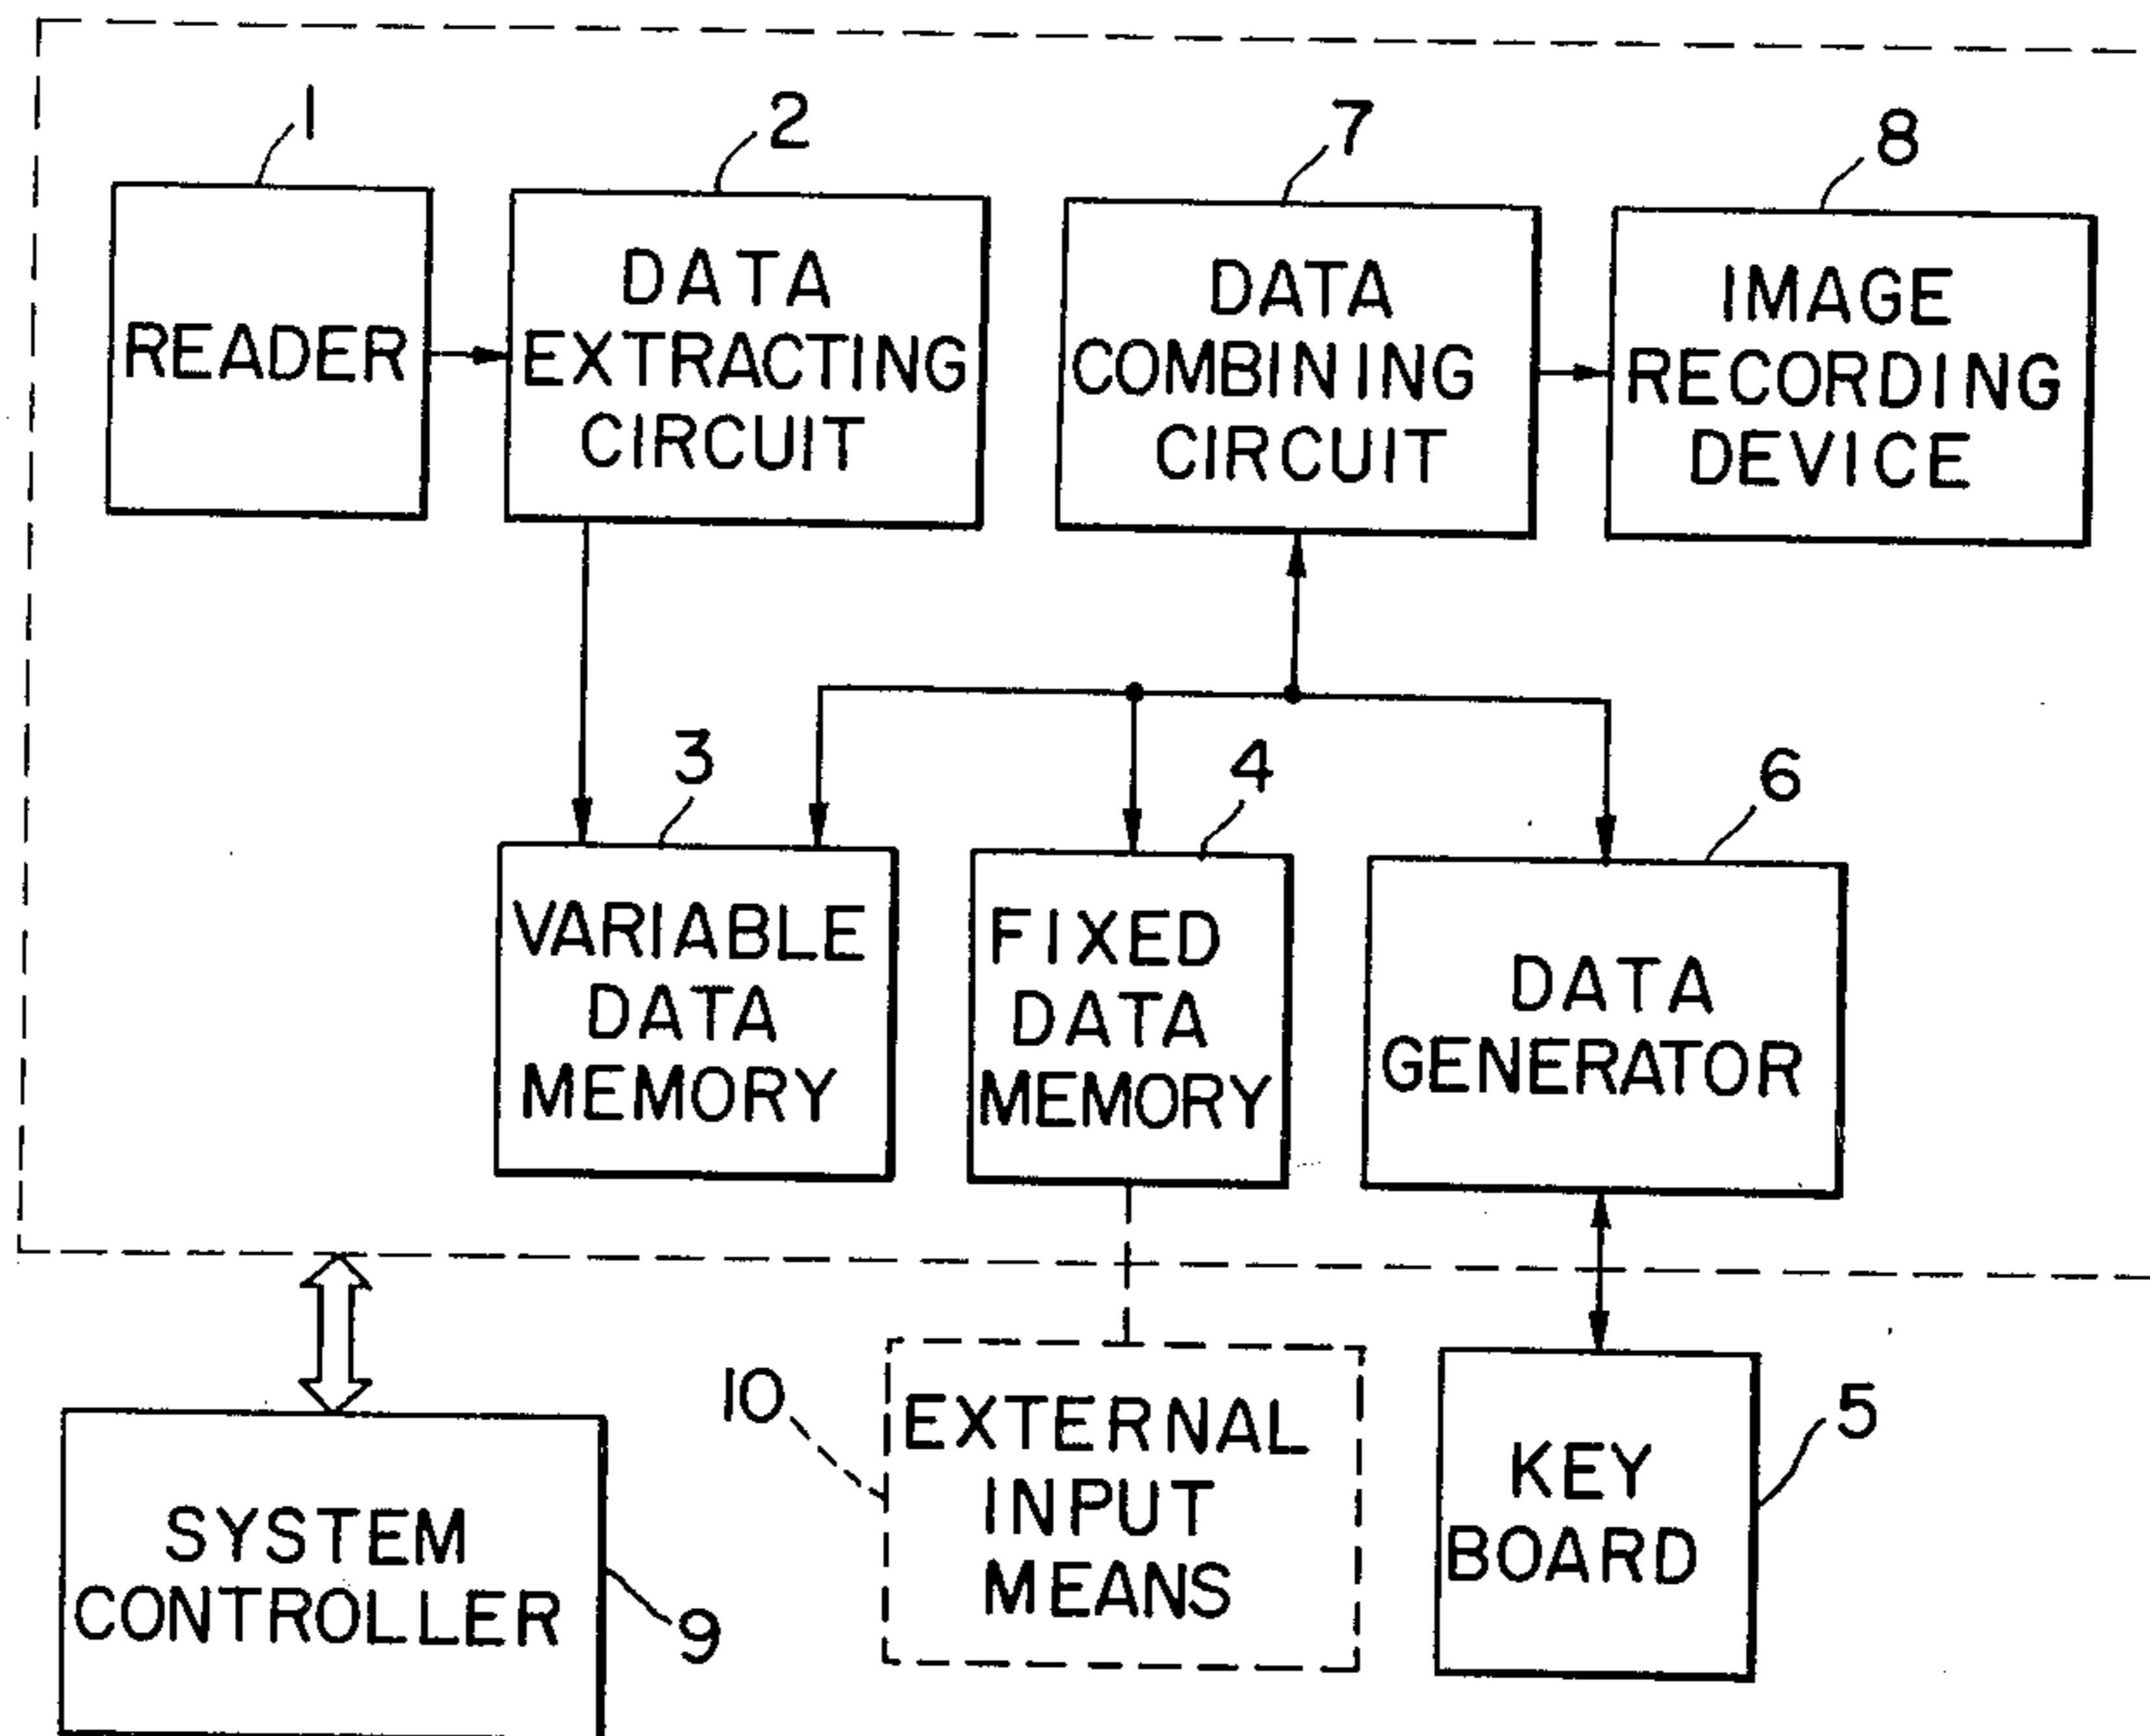 1
READER
2
DATA
EXTRACTING
CIRCUIT
7
DATA
COMBINING
CIRCUIT
8
IMAGE
RECORDING
DEVICE
3
VARIABLE
DATA
MEMORY
4
FIXED
DATA
MEMORY
6
DATA
GENERATOR
SYSTEM
CONTROLLER
9
10
EXTERNAL
INPUT
MEANS
KEY
BOARD
5